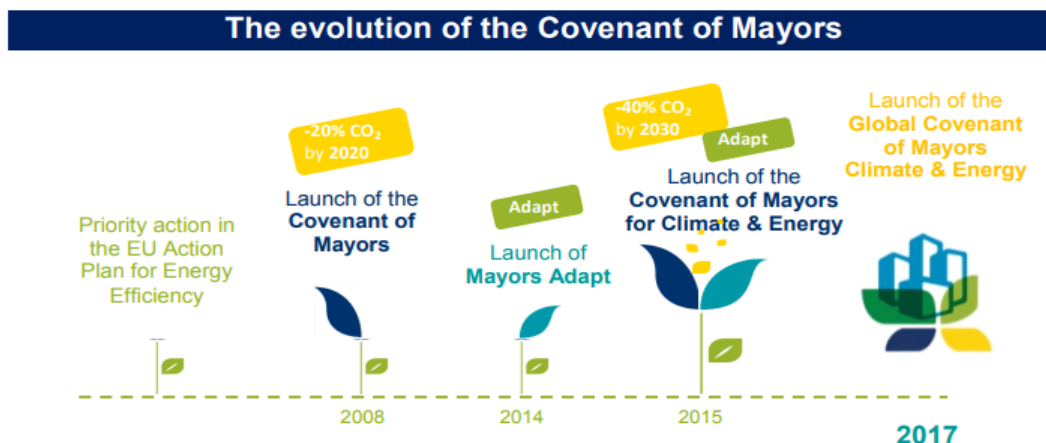 The evolution of the Covenant of Mayors
Priority action in
the EU Action
Plan for Energy
Efficiency
-20% CO₂
by 2020
Launch of the
Covenant of
Mayors
2008
Adapt
Launch of
Mayors Adapt
2014
-40% CO₂
by 2030
Adapt
Launch of the
Covenant of Mayors
for Climate & Energy
2015
Launch of the
Global Covenant
of Mayors
Climate & Energy
2017